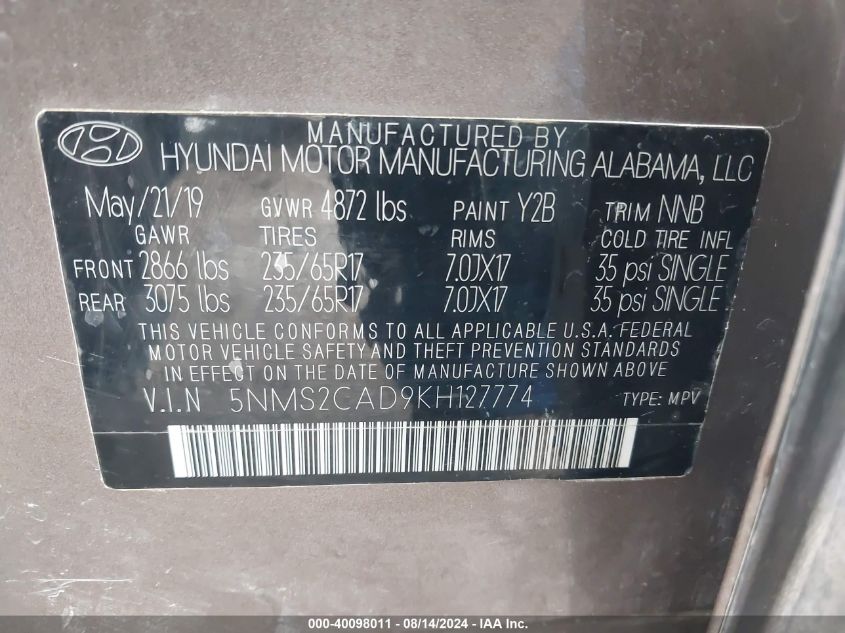 MANUFACTURED BY
HYUNDAI MOTOR MANUFACTURING ALABAMA, LLC
May/21/19 GVWR 4872 lbs PAINT Y2B TRIM NNB
GAWR TIRES RIMS COLD TIRE INFL
FRONT 2866 lbs 235/65R17 7.0JX17 35 psi SINGLE
REAR 3075 lbs 235/65R17 7.0JX17 35 psi SINGLE
THIS VEHICLE CONFORMS TO ALL APPLICABLE U.S.A. FEDERAL
MOTOR VEHICLE SAFETY AND THEFT PREVENTION STANDARDS
IN EFFECT ON THE DATE OF MANUFACTURE SHOWN ABOVE
V.I.N 5NMS2CAD9KH127774 TYPE: MPV
000-40098011 - 08/14/2024 - IAA Inc.